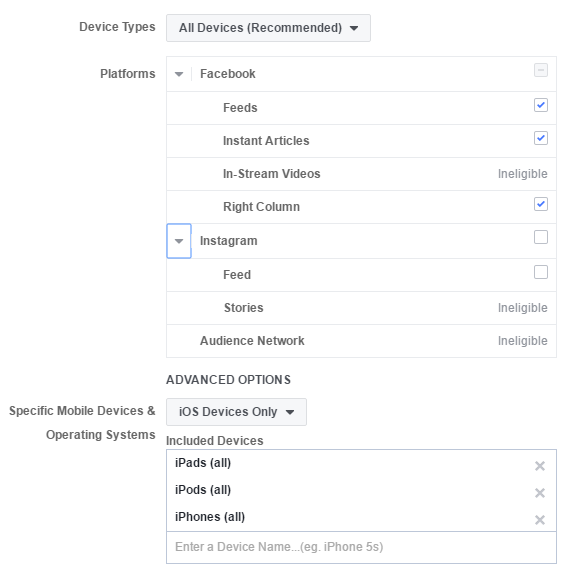 Device Types All Devices (Recommended)
Platforms Facebook
Feeds
Instant Articles
In-Stream Videos Ineligible
Right Column
Instagram
Feed
Stories Ineligible
Audience Network Ineligible
ADVANCED OPTIONS
Specific Mobile Devices & iOS Devices Only
Operating Systems
Included Devices
iPads (all)
iPods (all)
iPhones (all)
Enter a Device Name...(eg. iPhone 5s)